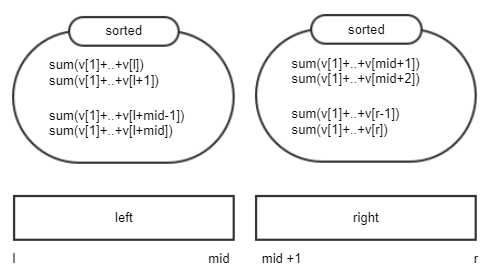 sorted
sum(v[1]+..+v[l])
sum(v[1]+..+v[l+1])
sum(v[1]+..+v[l+mid-1])
sum(v[1]+..+v[l+mid])
sorted
sum(v[1]+..+v[mid+1])
sum(v[1]+..+v[mid+2])
sum(v[1]+..+v[r-1])
sum(v[1]+..+v[r])
left
right
l mid mid +1 r